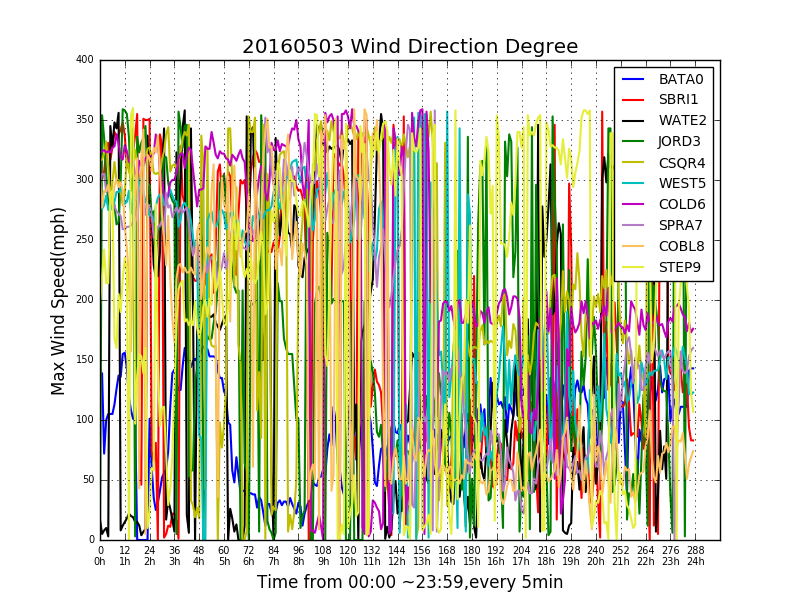 20160503 Wind Direction Degree
400
350
300
250
200
150
100
50
0
Max Wind Speed(mph)
BATA0
SBRI1
WATE2
JORD3
CSQR4
WEST5
COLD6
SPRA7
COBL8
STEP9
0 12 24 36 48 60 72 84 96 108 120 132 144 156 168 180 192 204 216 228 240 252 264 276 288
0h 1h 2h 3h 4h 5h 6h 7h 8h 9h 10h 11h 12h 13h 14h 15h 16h 17h 18h 19h 20h 21h 22h 23h 24h
Time from 00:00 ~23:59,every 5min